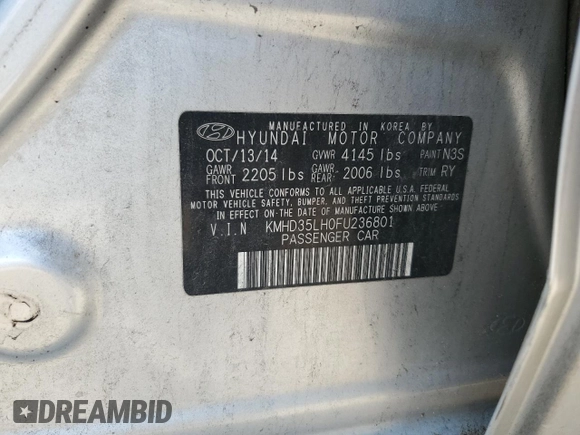 MANUFACTURED IN KOREA BY
HYUNDAI MOTOR COMPANY
OCT/13/14 GVWR 4145 lbs PAINT N3S
GAWR FRONT 2205 lbs GAWR REAR: 2006 lbs TRIM RY
THIS VEHICLE CONFORMS TO ALL APPLICABLE U.S.A. FEDERAL
MOTOR VEHICLE SAFETY, BUMPER, AND THEFT PREVENTION STANDARDS
IN EFFECT ON THE DATE OF MANUFACTURE SHOWN ABOVE.
V.I.N KMHD35LH0FU236801
PASSENGER CAR
DREAMBID